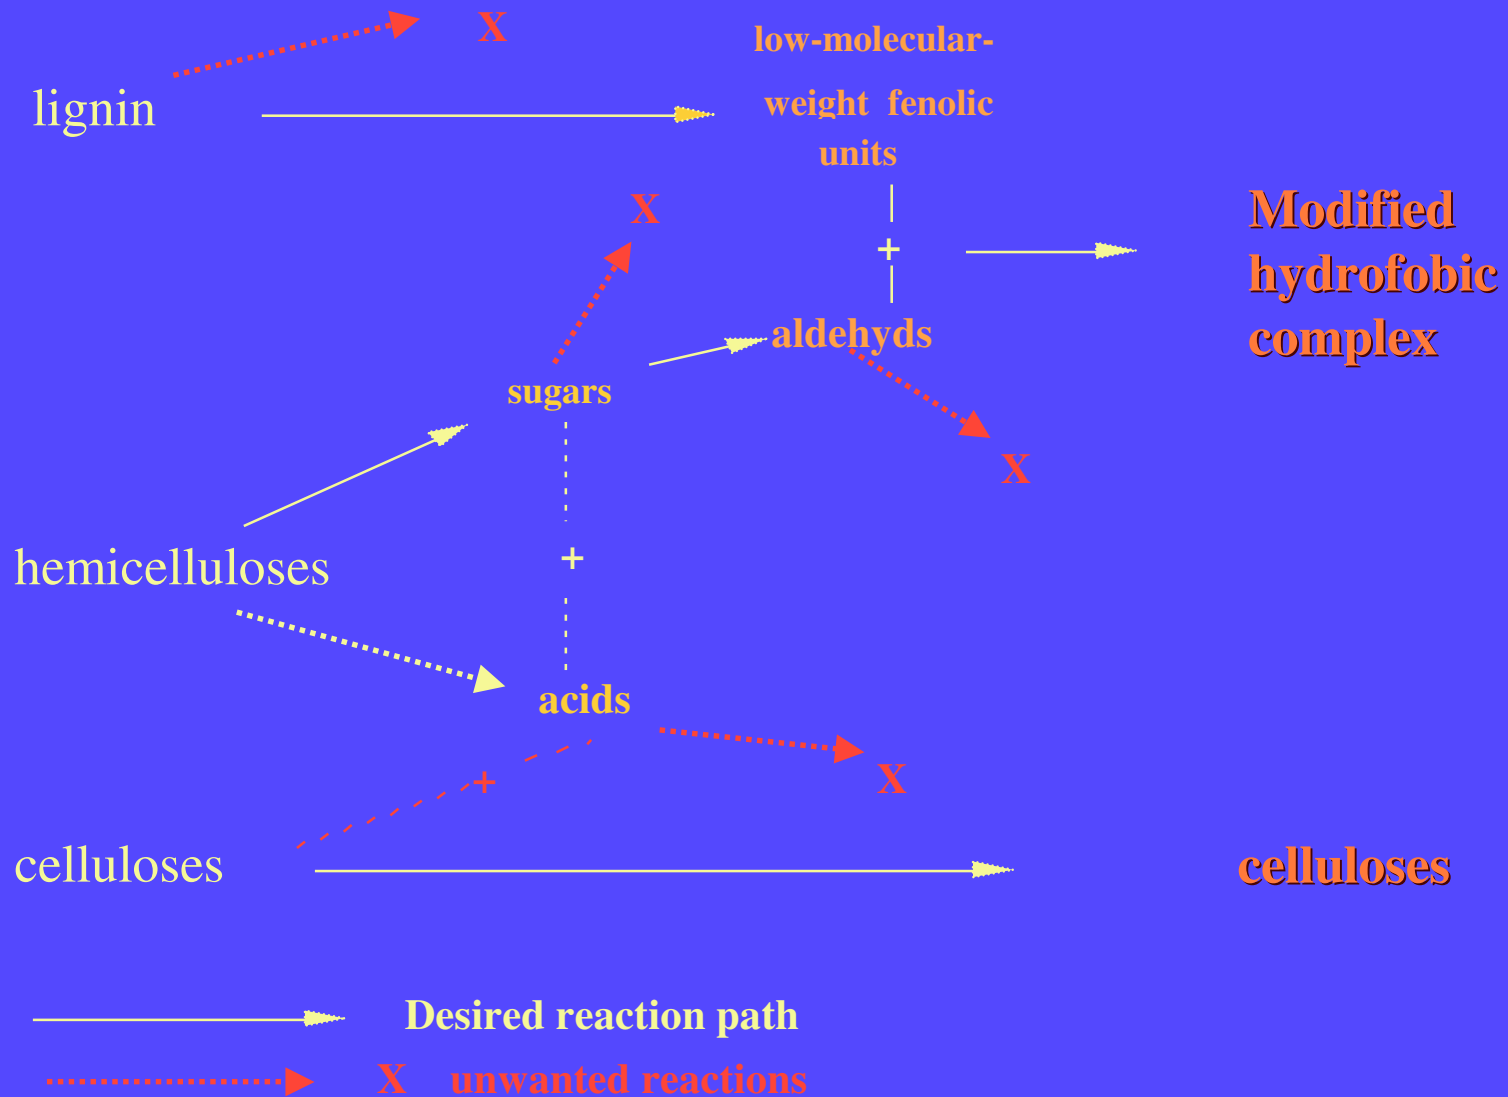 X
low-molecular-
weight fenolic
lignin
units
X
Modified
+
hydrofobic
aldehyds
complex
sugars
X
+
hemicelluloses
acids
+
X
celluloses
celluloses
Desired reaction path
X unwanted reactions